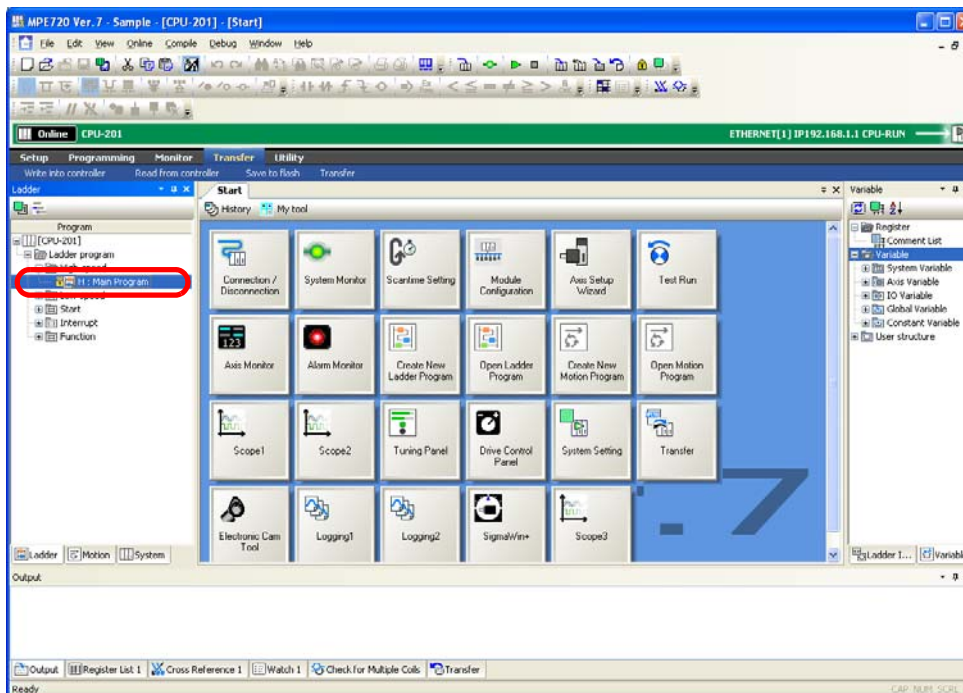 MPE720 Ver. 7 - Sample - [CPU-201] - [Start]
File Edit View Online Compile Debug Window Help
Online CPU-201 ETHERNET[1] IP192.168.1.1 CPU-RUN
Setup Programming Monitor Transfer Utility
Write into controller Read from controller Save to flash Transfer
Ladder
Program
[CPU-201]
Ladder program
H : Main Program
Start
Interrupt
Function
Ladder Motion System
Start
History My tool
Connection / Disconnection
System Monitor
Scantime Setting
Module Configuration
Axis Setup Wizard
Test Run
Axis Monitor
Alarm Monitor
Create New Ladder Program
Open Ladder Program
Create New Motion Program
Open Motion Program
Scope1
Scope2
Tuning Panel
Drive Control Panel
System Setting
Transfer
Electronic Cam Tool
Logging1
Logging2
SigmaWin+
Scope3
.7
Variable
Register
Comment List
Variable
System Variable
Axis Variable
IO Variable
Global Variable
Constant Variable
User structure
Ladder I... Variabl
Output
Output Register List 1 Cross Reference 1 Watch 1 Check for Multiple Coils Transfer
Ready CAP NUM SCRL